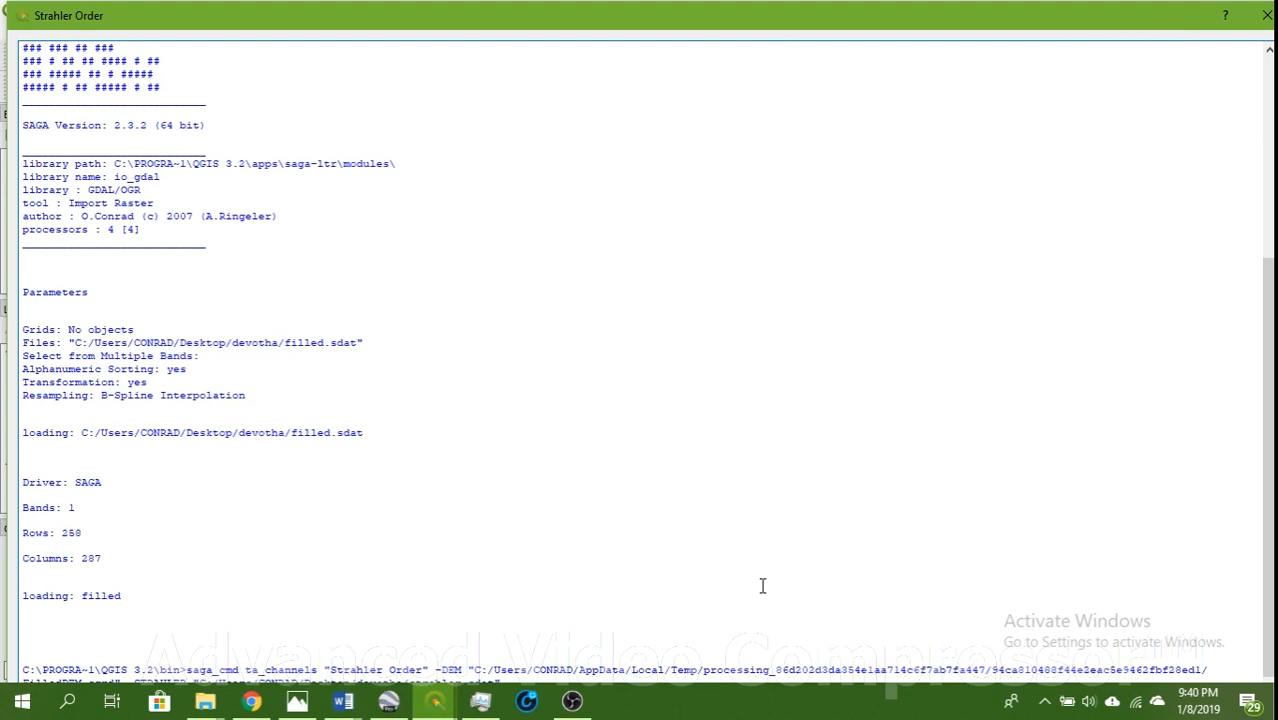 Strahler Order
### ### ## ###
### # ## ## #### # ##
### ##### ## # #####
##### # ## ##### # ##
SAGA Version: 2.3.2 (64 bit)
library path: C:\PROGRA~1\QGIS 3.2\apps\saga-ltr\modules\
library name: io_gdal
library : GDAL/OGR
tool : Import Raster
author : O.Conrad (c) 2007 (A.Ringeler)
processors : 4 [4]
Parameters
Grids: No objects
Files: "C:/Users/CONRAD/Desktop/devotha/filled.sdat"
Select from Multiple Bands:
Alphanumeric Sorting: yes
Transformation: yes
Resampling: B-Spline Interpolation
loading: C:/Users/CONRAD/Desktop/devotha/filled.sdat
Driver: SAGA
Bands: 1
Rows: 258
Columns: 287
loading: filled
Activate Windows
Go to Settings to activate Windows.
Advanced Video Compressor
C:\PROGRA~1\QGIS 3.2\bin>saga_cmd ta_channels "Strahler Order" -DEM "C:/Users/CONRAD/AppData/Local/Temp/processing_86d202d3da354e1aa714c6f7ab7fa447/94ca810488f44e2eac5e9462fbf28ed1/
9:40 PM
1/8/2019
29